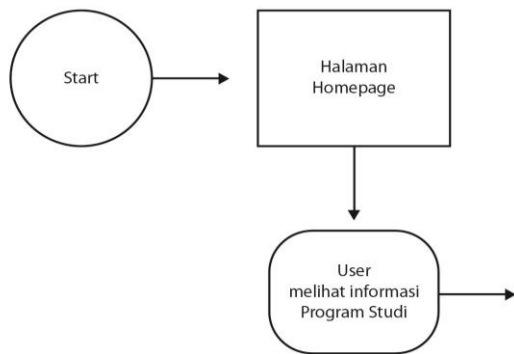 Start
Halaman
Homepage
User
melihat informasi
Program Studi